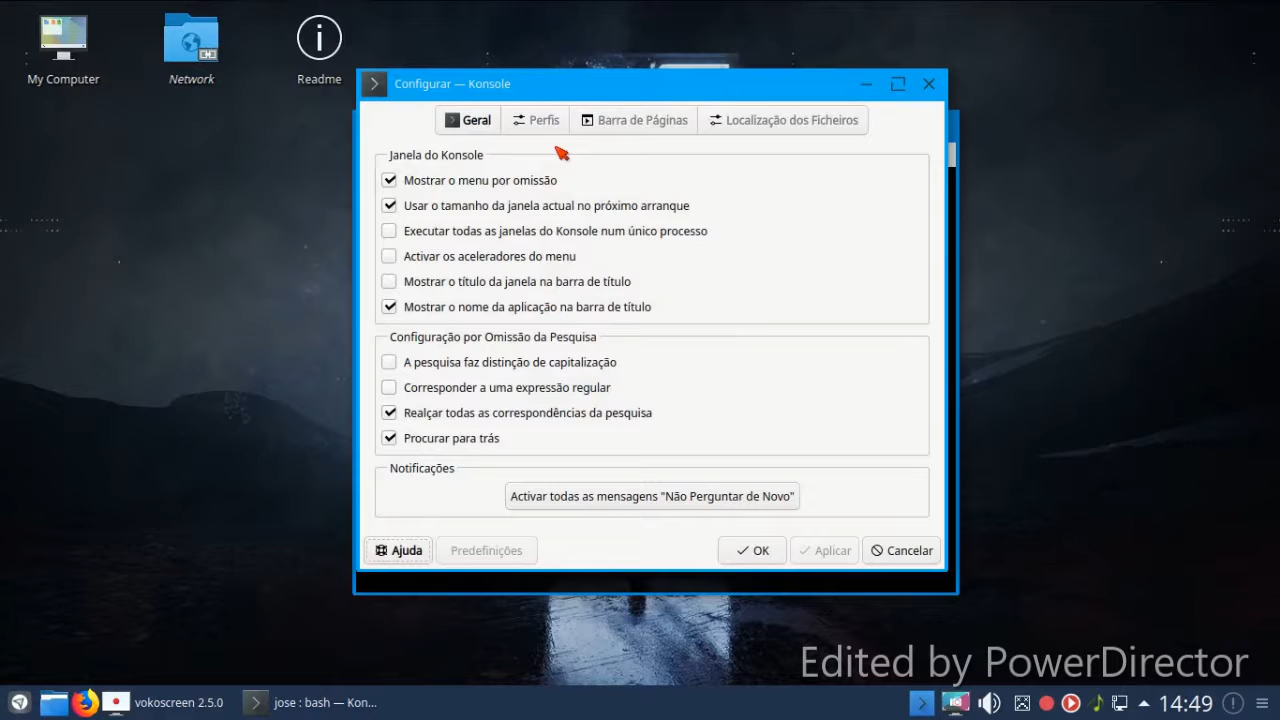 My Computer
Network
Readme
Configurar — Konsole
Geral
Perfis
Barra de Páginas
Localização dos Ficheiros
Janela do Konsole
Mostrar o menu por omissão
Usar o tamanho da janela actual no próximo arranque
Executar todas as janelas do Konsole num único processo
Activar os aceleradores do menu
Mostrar o título da janela na barra de título
Mostrar o nome da aplicação na barra de título
Configuração por Omissão da Pesquisa
A pesquisa faz distinção de capitalização
Corresponder a uma expressão regular
Realçar todas as correspondências da pesquisa
Procurar para trás
Notificações
Activar todas as mensagens "Não Perguntar de Novo"
Ajuda
Predefinições
OK
Aplicar
Cancelar
Edited by PowerDirector
vokoscreen 2.5.0
jose : bash — Kon...
14:49